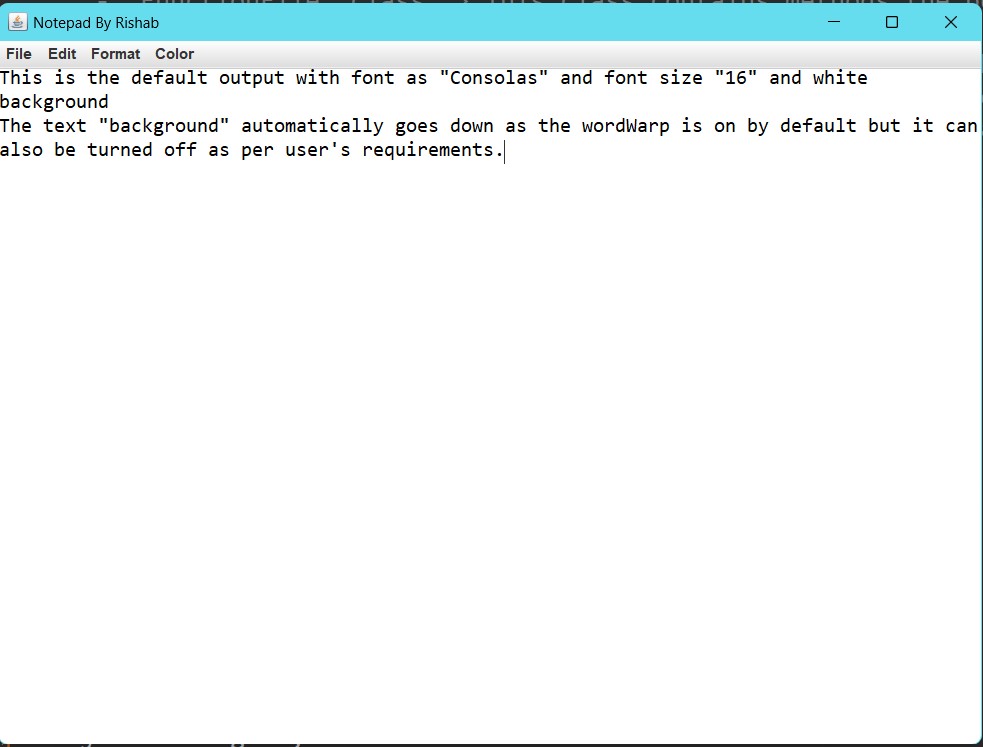 Notepad By Rishab
File Edit Format Color
This is the default output with font as "Consolas" and font size "16" and white
background
The text "background" automatically goes down as the wordWarp is on by default but it can
also be turned off as per user's requirements.